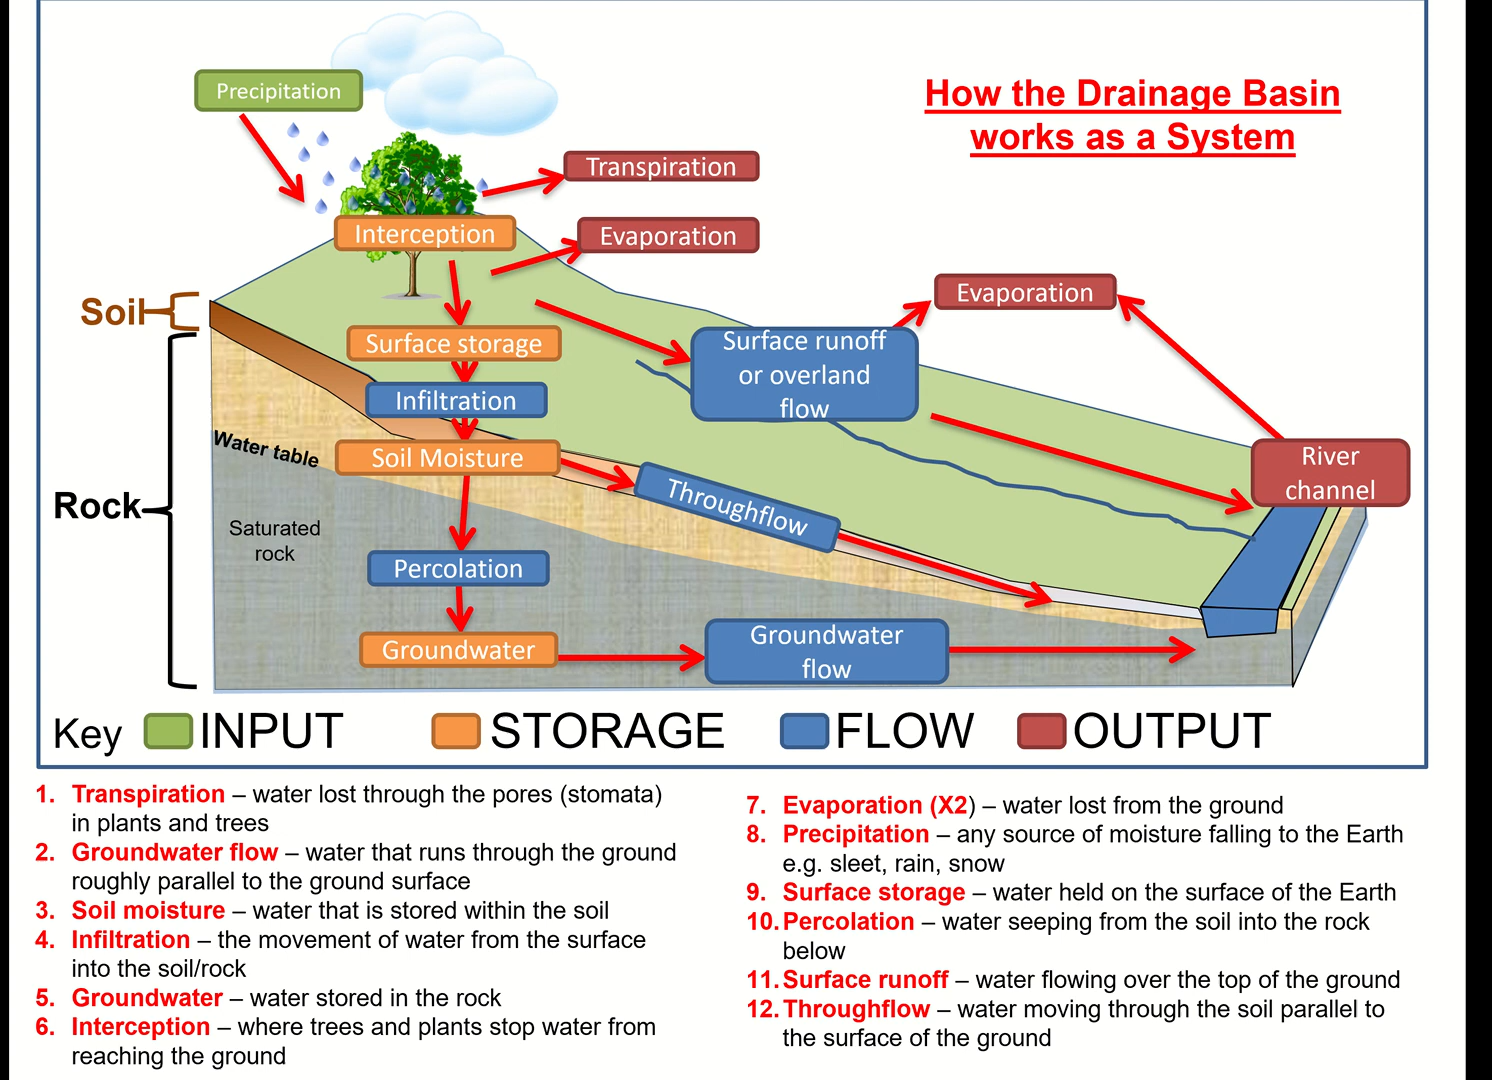 How the Drainage Basin
works as a System
Precipitation
Transpiration
Interception
Evaporation
Evaporation
Soil
Surface storage
Surface runoff
or overland
flow
Infiltration
Water table
Soil Moisture
River
channel
Throughflow
Rock
Saturated
rock
Percolation
Groundwater
Groundwater
flow
Key INPUT STORAGE FLOW OUTPUT
1. Transpiration – water lost through the pores (stomata)
in plants and trees
2. Groundwater flow – water that runs through the ground
roughly parallel to the ground surface
3. Soil moisture – water that is stored within the soil
4. Infiltration – the movement of water from the surface
into the soil/rock
5. Groundwater – water stored in the rock
6. Interception – where trees and plants stop water from
reaching the ground
7. Evaporation (X2) – water lost from the ground
8. Precipitation – any source of moisture falling to the Earth
e.g. sleet, rain, snow
9. Surface storage – water held on the surface of the Earth
10. Percolation – water seeping from the soil into the rock
below
11. Surface runoff – water flowing over the top of the ground
12. Throughflow – water moving through the soil parallel to
the surface of the ground